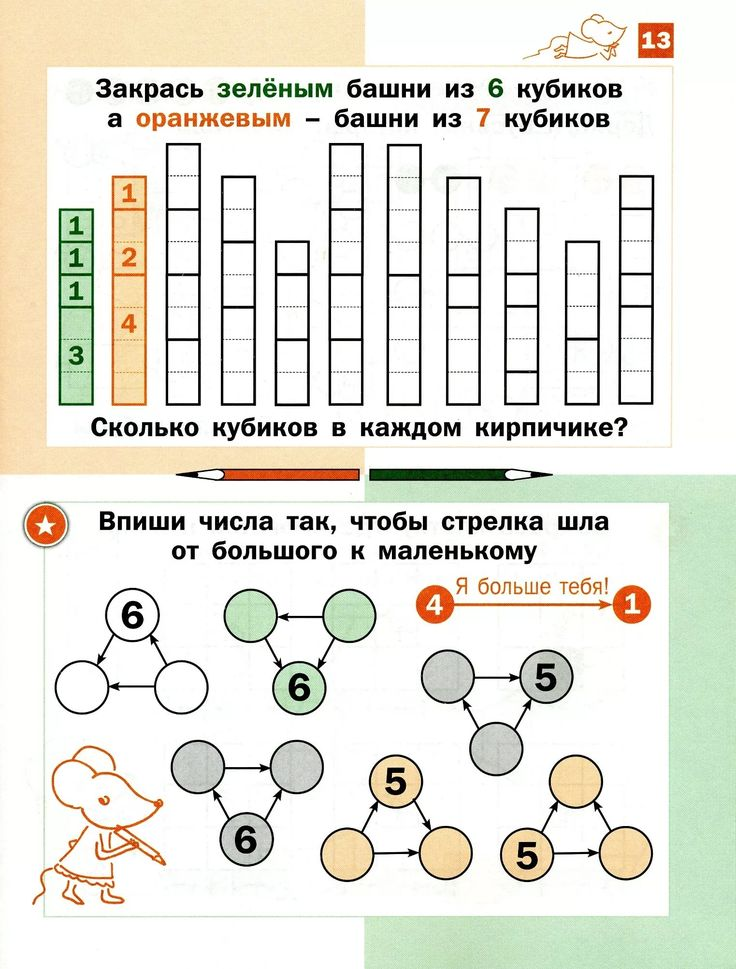 13
Закрась зелёным башни из 6 кубиков
а оранжевым – башни из 7 кубиков
1
1
1
3
1
2
4
Сколько кубиков в каждом кирпичике?
Впиши числа так, чтобы стрелка шла
от большого к маленькому
Я больше тебя!
4 1
6
6
5
6
5
5